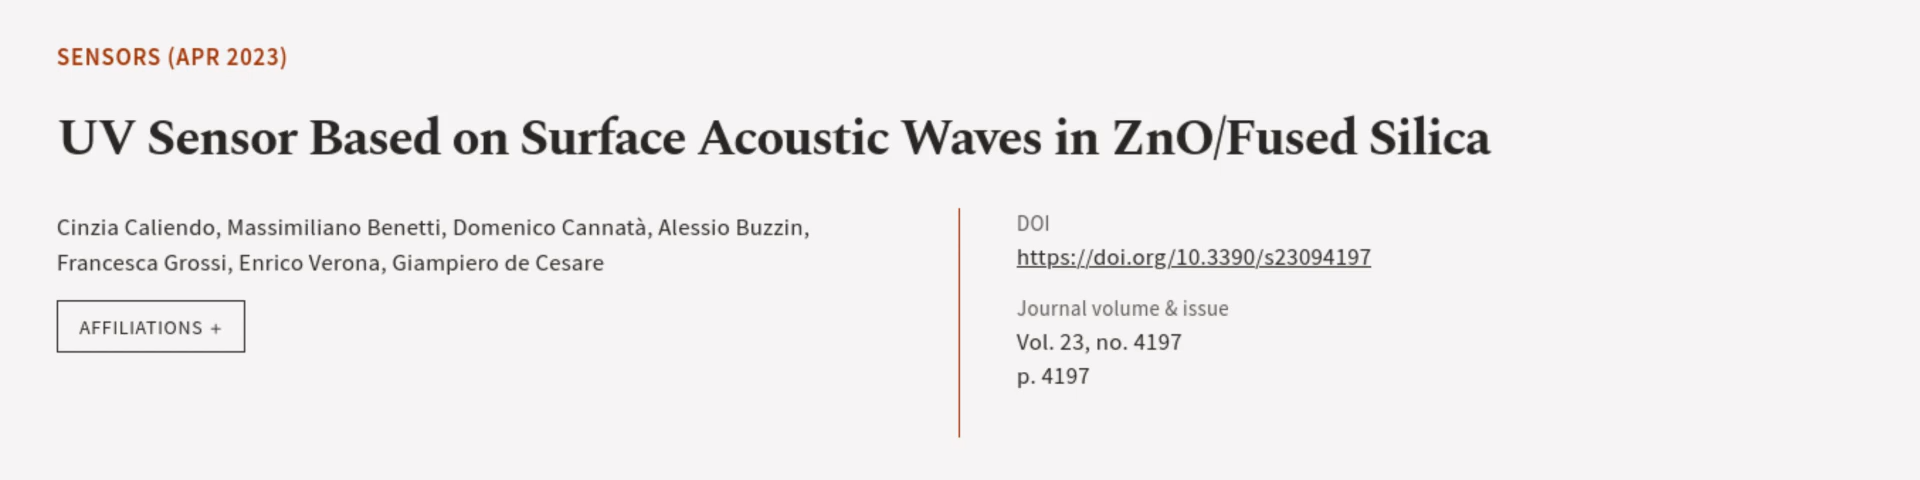 SENSORS (APR 2023)
UV Sensor Based on Surface Acoustic Waves in ZnO/Fused Silica
Cinzia Caliendo, Massimiliano Benetti, Domenico Cannatà, Alessio Buzzin,
Francesca Grossi, Enrico Verona, Giampiero de Cesare
AFFILIATIONS +
DOI
https://doi.org/10.3390/s23094197
Journal volume & issue
Vol. 23, no. 4197
p. 4197